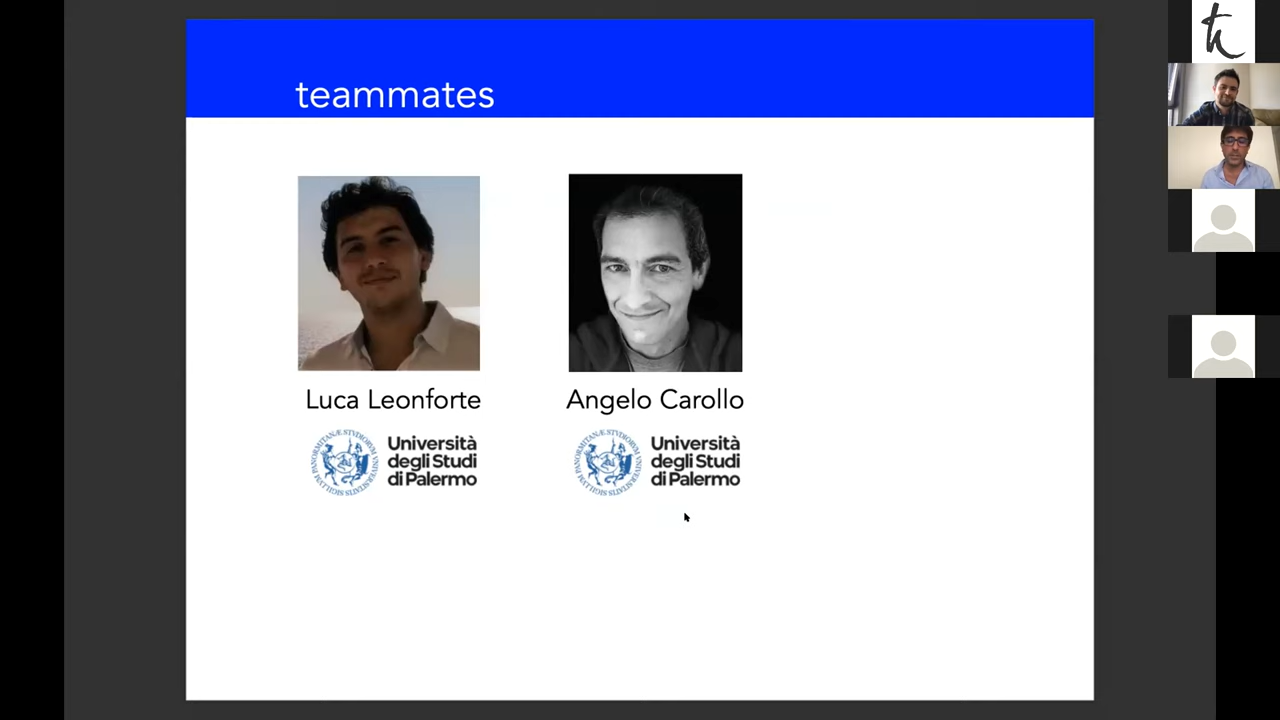 teammates
Luca Leonforte
Angelo Carollo
Università
degli Studi
di Palermo
Università
degli Studi
di Palermo